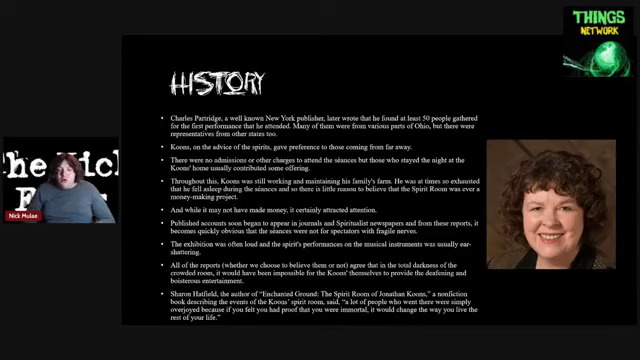 THINGS
NETWORK
HISTORY
• Charles Partridge, a well known New York publisher, later wrote that he found at least 50 people gathered
for the first performance that he attended. Many of them were from various parts of Ohio, but there were
representatives from other states too.
• Koons, on the advice of the spirits, gave preference to those coming from far away.
• There were no admissions or other charges to attend the séances but those who stayed the night at the
Koons' home usually contributed some offering.
• Throughout this, Koons was still working and maintaining his family's farm. He was at times so exhausted
that he fell asleep during the séances and so there is little reason to believe that the Spirit Room was ever a
money-making project.
• And while it may not have made money, it certainly attracted attention.
• Published accounts soon began to appear in journals and Spiritualist newspapers and from these reports, it
becomes quickly obvious that the séances were not for spectators with fragile nerves.
• The exhibition was often loud and the spirit's performances on the musical instruments was usually ear-
shattering.
• All of the reports (whether we choose to believe them or not) agree that in the total darkness of the
crowded room, it would have been impossible for the Koons' themselves to provide the deafening and
boisterous entertainment.
• Sharon Hatfield, the author of "Enchanted Ground: The Spirit Room of Jonathan Koons," a nonfiction
book describing the events of the Koons' spirit room, said, "a lot of people who went there were simply
overjoyed because if you felt you had proof that you were immortal, it would change the way you live the
rest of your life."
Nick Mulae